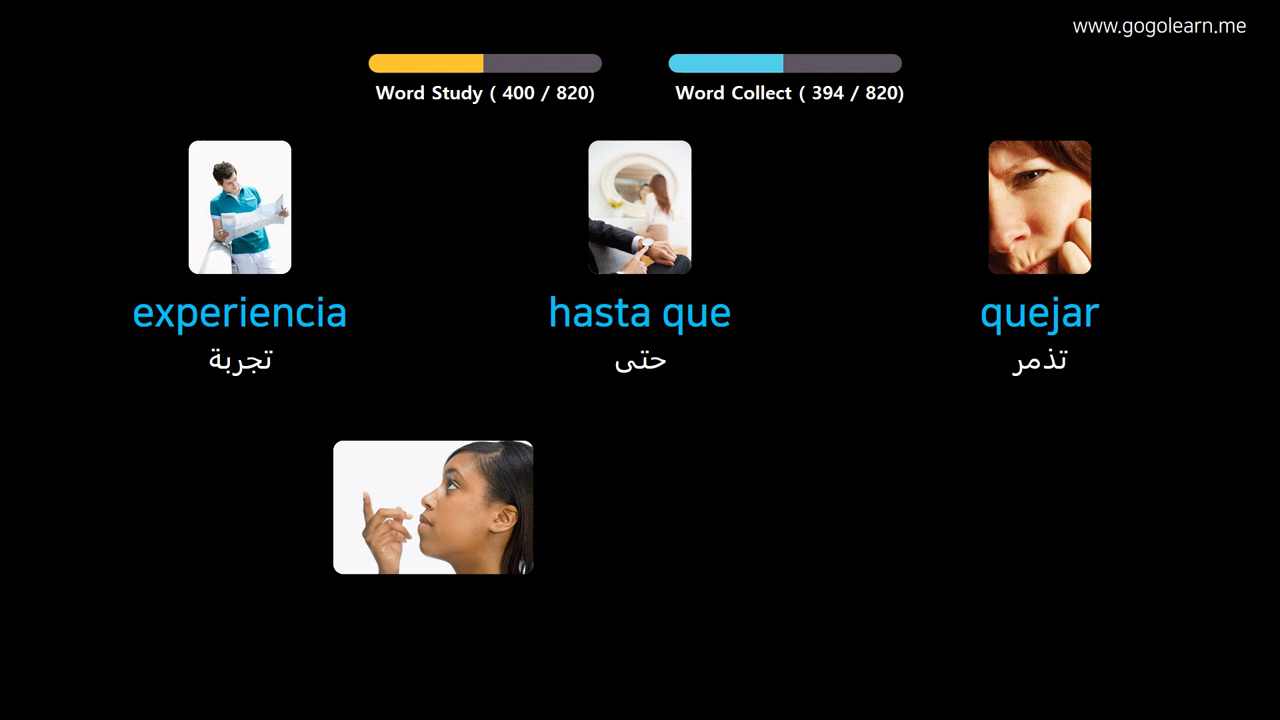 www.gogolearn.me
Word Study ( 400 / 820)
Word Collect ( 394 / 820)
experiencia
تجربة
hasta que
حتى
quejar
تذمر